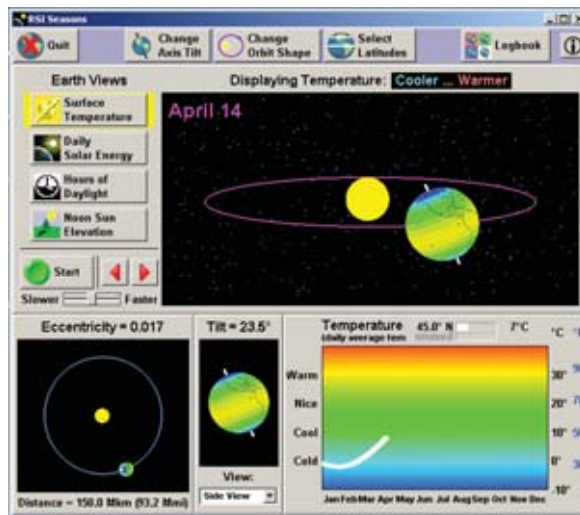 RSI Seasons
Quit
Change
Axis Tilt
Change
Orbit Shape
Select
Latitudes
Logbook
Earth Views
Displaying Temperature: Cooler ... Warmer
Surface
Temperature
April 14
Daily
Solar Energy
Hours of
Daylight
Noon Sun
Elevation
Start
Slower
Faster
Eccentricity = 0.017
Tilt = 23.5°
Temperature 45.0° N 7°C
(daily average tem
°C
Warm
30°
Nice
20°
Cool
10°
Cold
0°
-10°
View:
Side View
Jan Feb Mar Apr May Jun Jul Aug Sep Oct Nov Dec
Distance = 150.0 Mkm (93.2 Mmi)